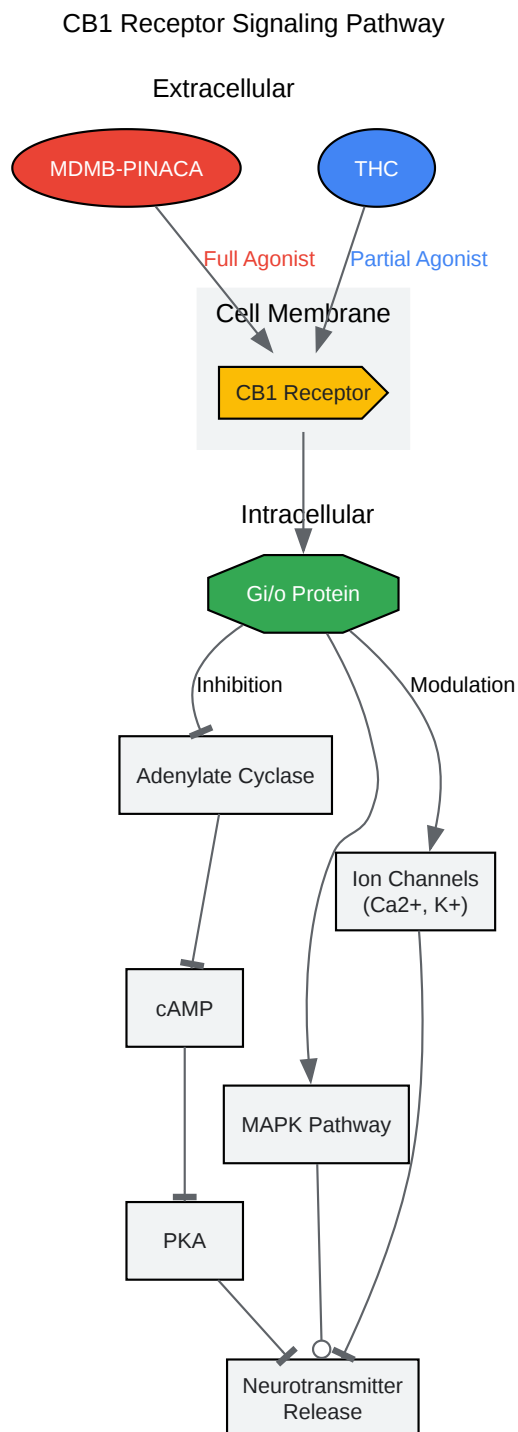 CB1 Receptor Signaling Pathway
Extracellular
MDMB-PINACA
THC
Full Agonist
Partial Agonist
Cell Membrane
CB1 Receptor
Intracellular
Gi/o Protein
Inhibition
Modulation
Adenylate Cyclase
Ion Channels
(Ca2+, K+)
cAMP
MAPK Pathway
PKA
Neurotransmitter
Release